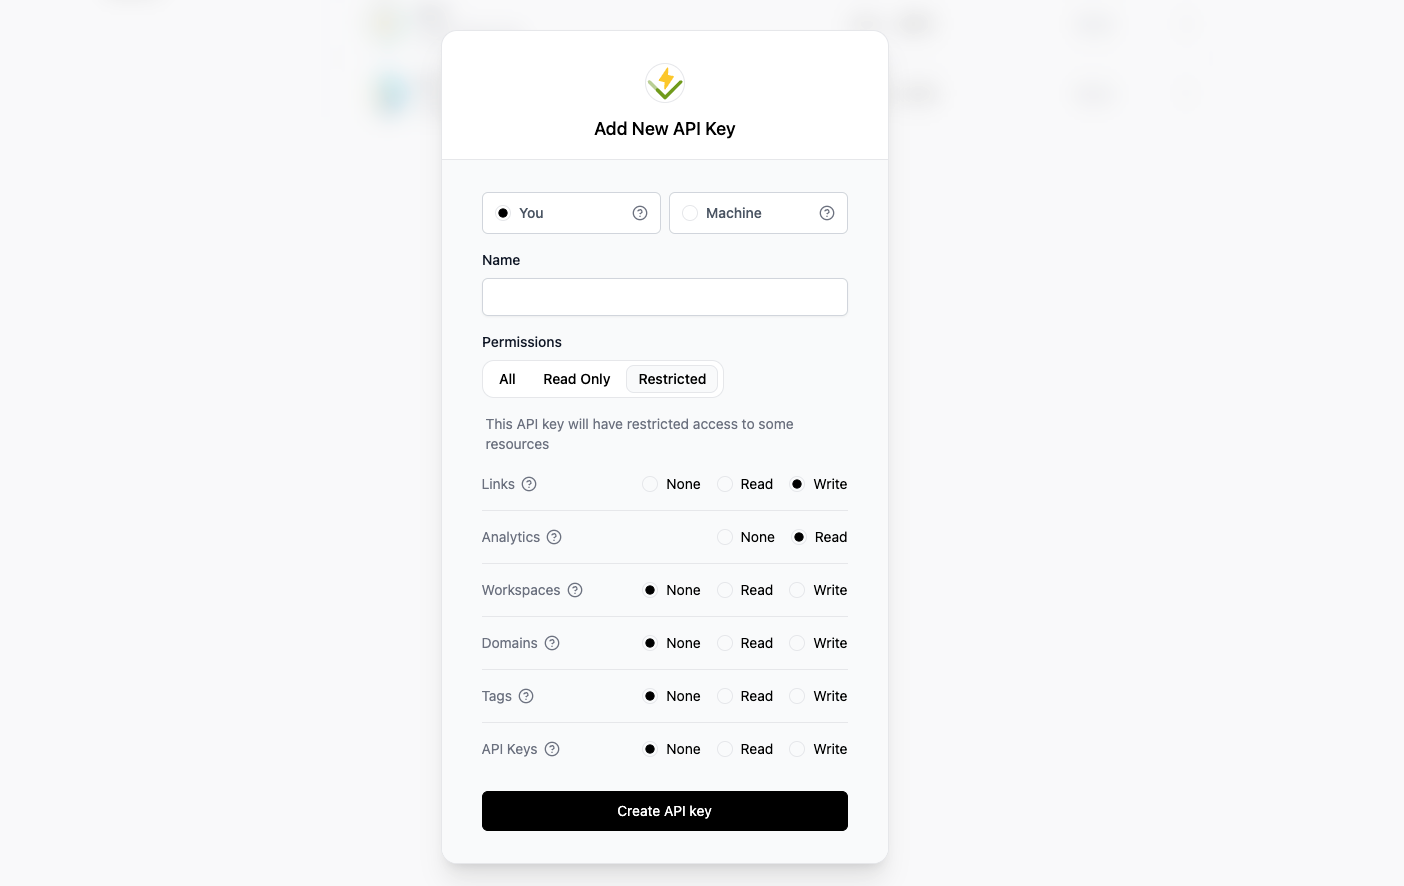 Add New API Key
You
Machine
Name
Permissions
All Read Only Restricted
This API key will have restricted access to some
resources
Links None Read Write
Analytics None Read
Workspaces None Read Write
Domains None Read Write
Tags None Read Write
API Keys None Read Write
Create API key